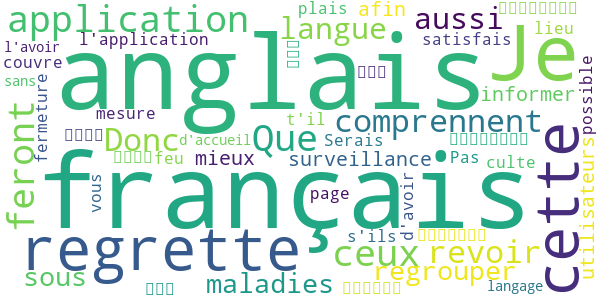 plais afin
application langue aussi Je
l'avoir l'application satisfais lieu
couvre
anglais
sans informer
fermeture mesure t'il comprennent possible
Donc d'accueil Que
feront feu mieux surveillance Serais Pas culte
français page cette
vous d'avoir utilisateurs
regrette s'ils ceux revoir
sous maladies regrouper langage